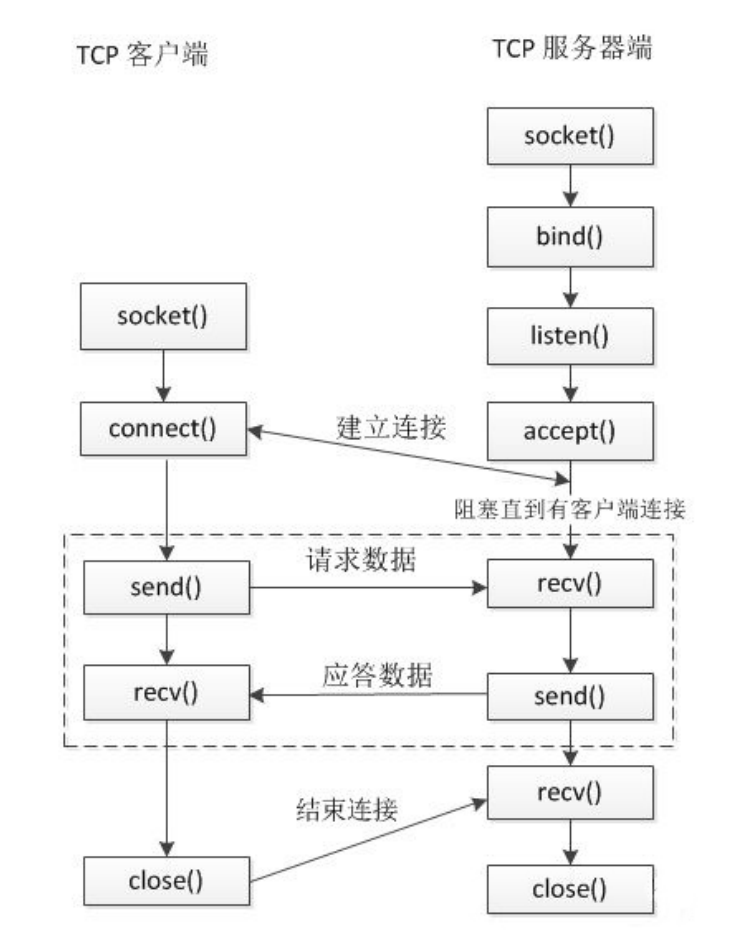 TCP 客户端
TCP 服务器端
socket()
bind()
socket()
listen()
connect()
建立连接
accept()
阻塞直到有客户端连接
send()
请求数据
recv()
recv()
应答数据
send()
结束连接
recv()
close()
close()